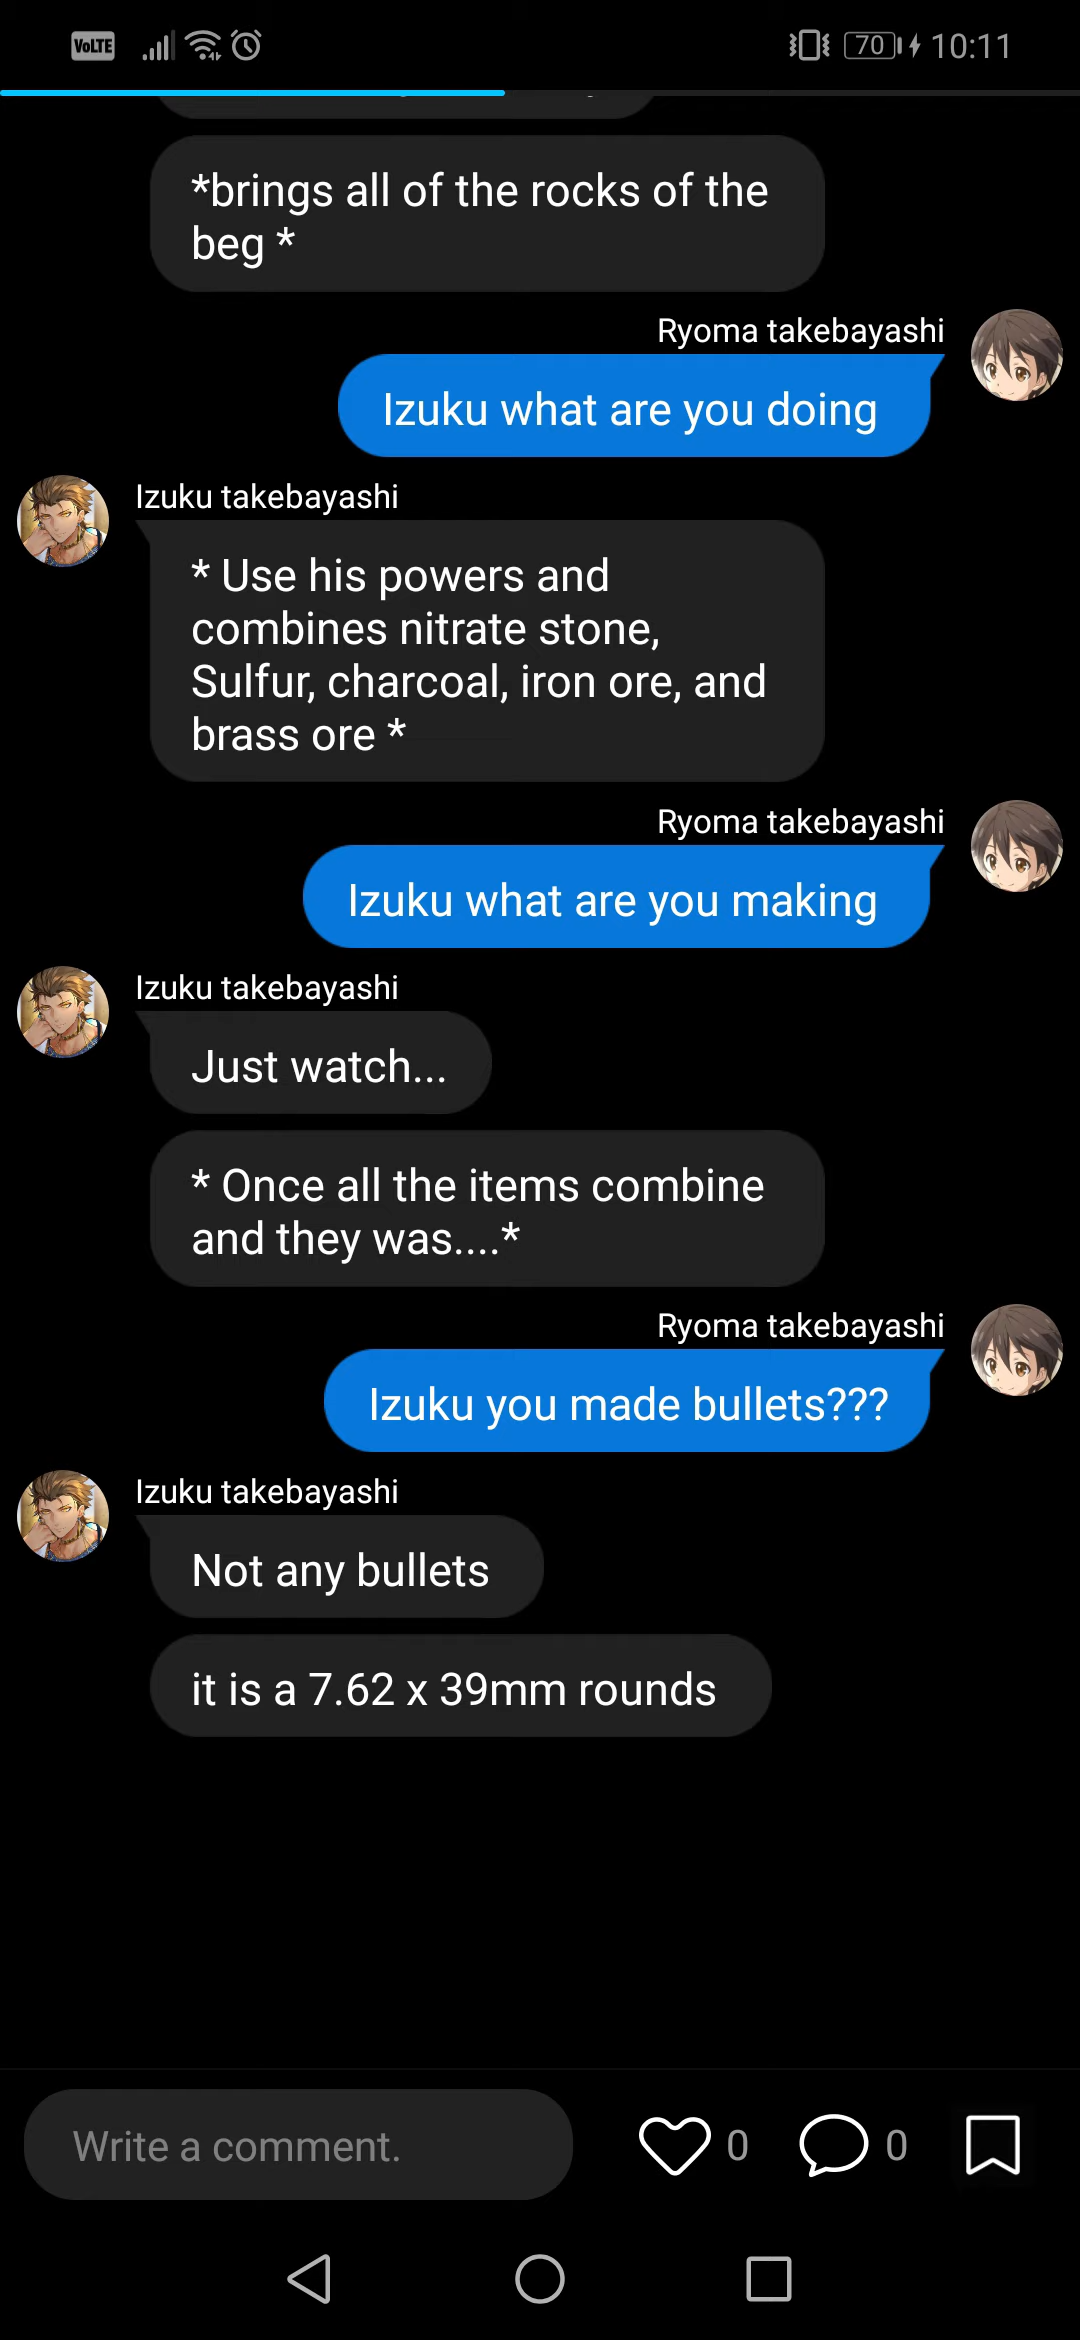 VoLTE
70
10:11
*brings all of the rocks of the
beg *
Ryoma takebayashi
Izuku what are you doing
Izuku takebayashi
* Use his powers and
combines nitrate stone,
Sulfur, charcoal, iron ore, and
brass ore *
Ryoma takebayashi
Izuku what are you making
Izuku takebayashi
Just watch...
* Once all the items combine
and they was....*
Ryoma takebayashi
Izuku you made bullets???
Izuku takebayashi
Not any bullets
it is a 7.62 x 39mm rounds
Write a comment.
0
0